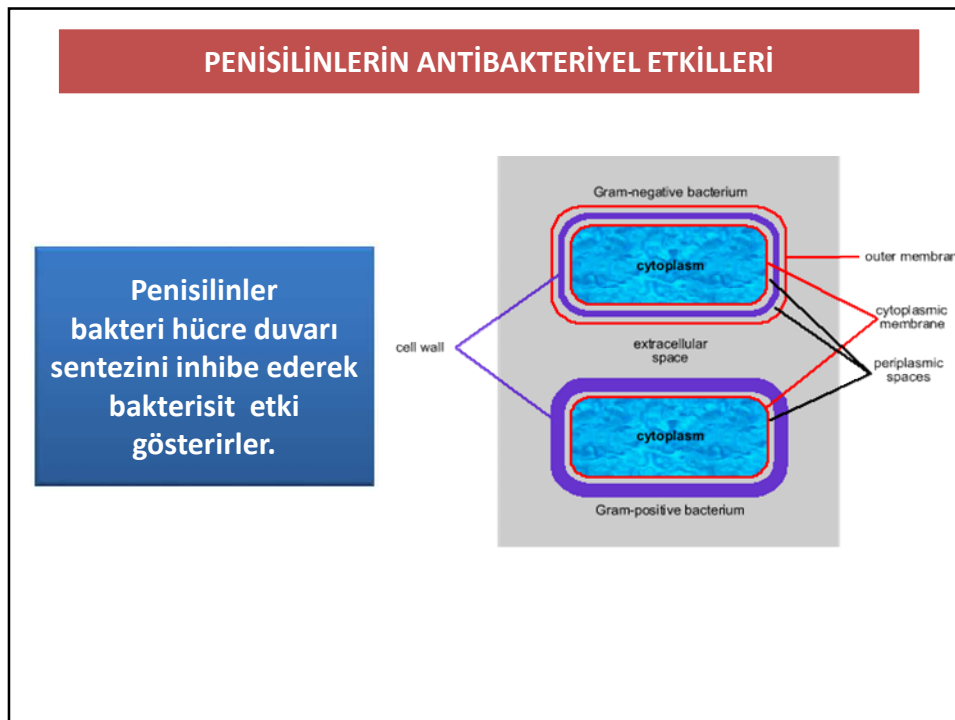 PENİSİLİNLERİN ANTİBAKTERİYEL ETKİLLERİ
Penisilinler
bakteri hücre duvarı
sentezini inhibe ederek
bakterisit etki
gösterirler.
Gram-negative bacterium
cytoplasm
outer membran
cytoplasmic
membrane
cell wall
extracellular
space
periplasmic
spaces
cytoplasm
Gram-positive bacterium